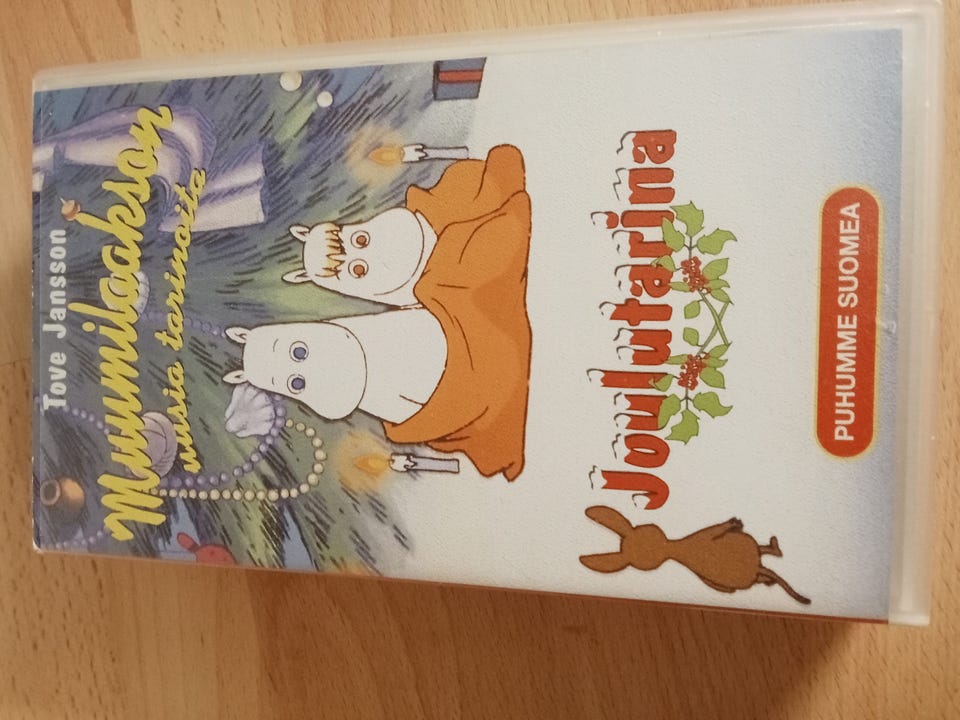 Tove Jansson
Muumilaakson
uusia tarinoita
Joulutarina
PUHUMME SUOMEA